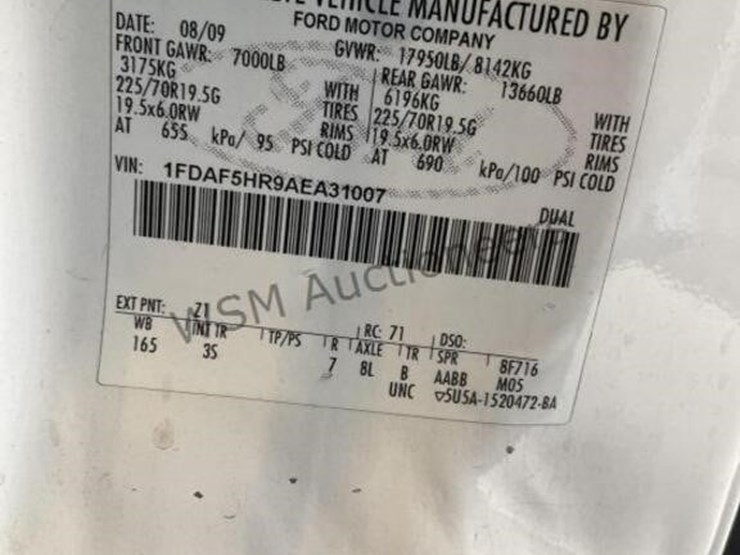 VEHICLE MANUFACTURED BY
FORD MOTOR COMPANY
DATE: 08/09 GVWR: 17950LB/ 8142KG
FRONT GAWR: 7000LB REAR GAWR: 13660LB
3175KG WITH 6196KG WITH
225/70R19.5G TIRES 225/70R19.5G TIRES
19.5x6.0RW RIMS 19.5x6.0RW RIMS
AT 655 kPa/ 95 PSI COLD AT 690 kPa/100 PSI COLD
VIN: 1FDAF5HR9AEA31007 DUAL
WSM Auctioneers
EXT PNT: Z1 RC: 71 DSO:
WB INT TR TP/PS R AXLE TR SPR 8F716
165 3S 7 8L B AABB M05
UNC ▽5U5A-1520472-BA